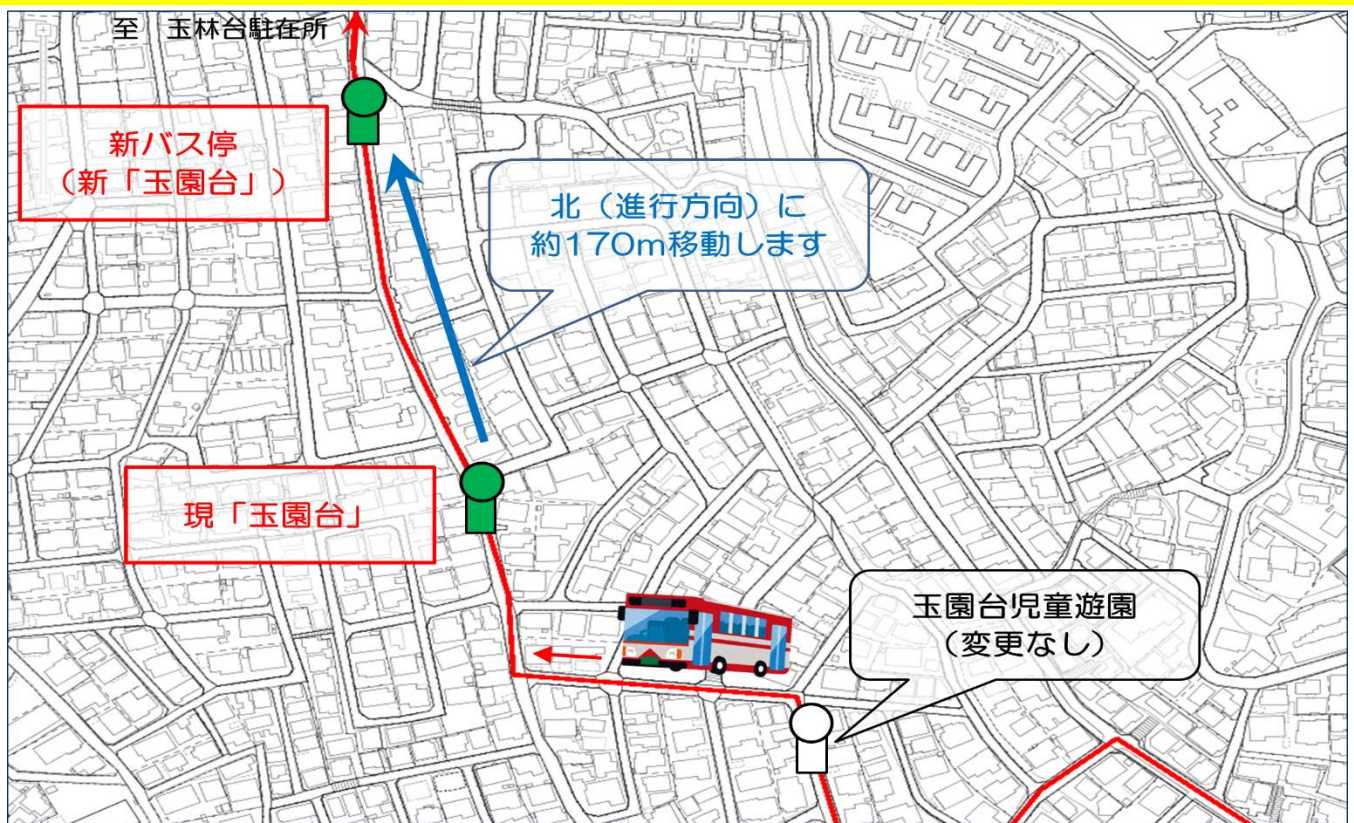 至 玉林台駐在所
新バス停
(新「玉園台」)
北(進行方向)に
約170m移動します
現「玉園台」
玉園台児童遊園
(変更なし)